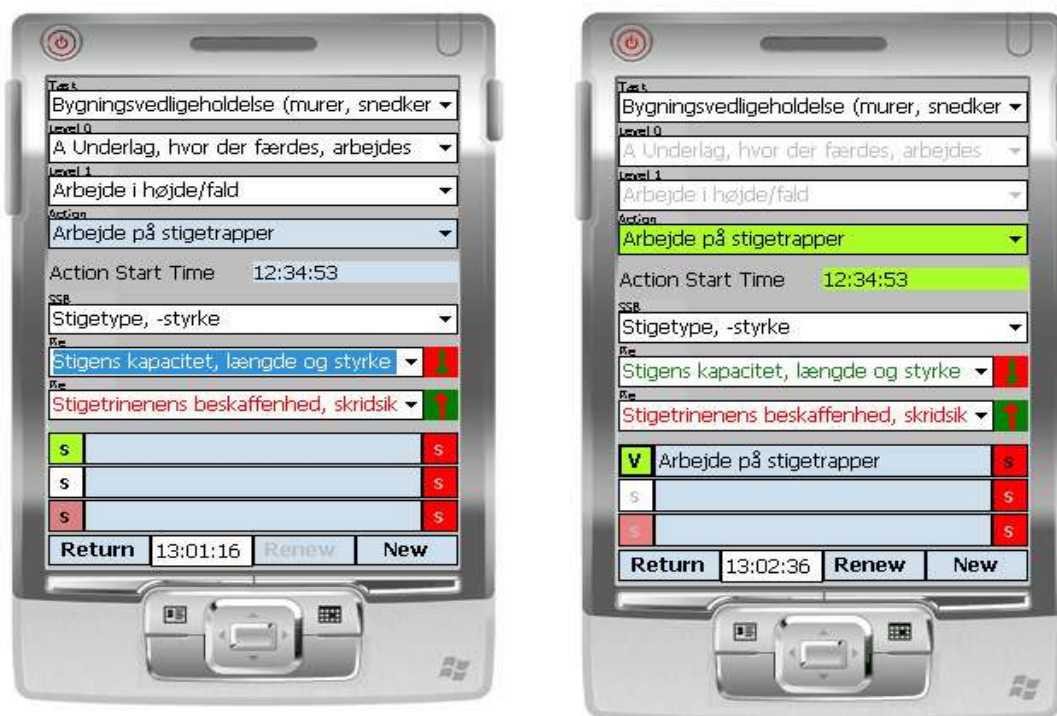 Task
Bygningsvedligeholdelse (murer, snedker
Level 0
A Underlag, hvor der færdes, arbejdes
Level 1
Arbejde i højde/fald
Action
Arbejde på stigetrapper
Action Start Time 12:34:53
SSB
Stigetype, -styrke
Stigens kapacitet, længde og styrke
Stigetrinenens beskaffenhed, skridsik
s s
s s
s s
Return 13:01:16 Renew New
Task
Bygningsvedligeholdelse (murer, snedker
Level 0
A Underlag, hvor der færdes, arbejdes
Level 1
Arbejde i højde/fald
Action
Arbejde på stigetrapper
Action Start Time 12:34:53
SSB
Stigetype, -styrke
Stigens kapacitet, længde og styrke
Stigetrinenens beskaffenhed, skridsik
V Arbejde på stigetrapper s
s s
s s
Return 13:02:36 Renew New